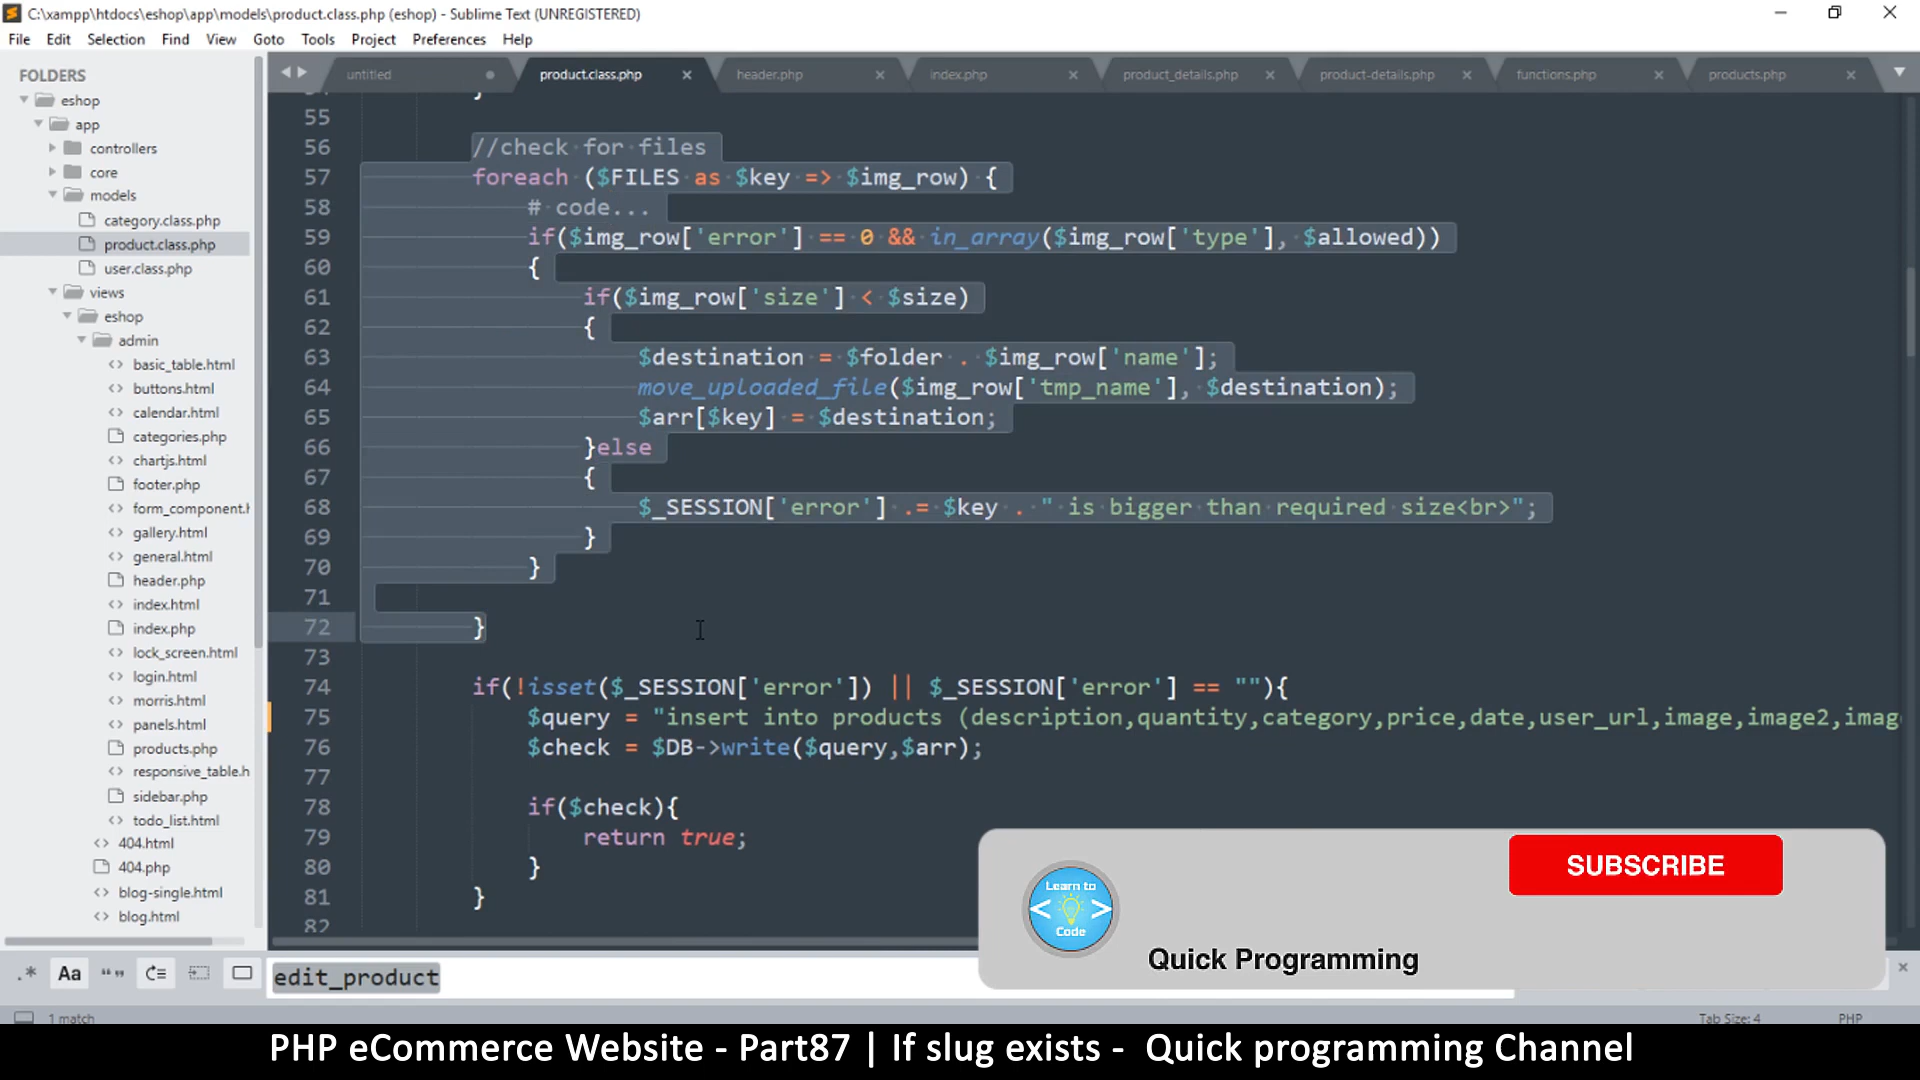 C:\xampp\htdocs\eshop\app\models\product.class.php (eshop) - Sublime Text (UNREGISTERED)
File Edit Selection Find View Goto Tools Project Preferences Help
FOLDERS
eshop
app
controllers
core
models
category.class.php
product.class.php
user.class.php
views
eshop
admin
basic_table.html
buttons.html
calendar.html
categories.php
chartjs.html
footer.php
form_component.h
gallery.html
general.html
header.php
index.html
index.php
lock_screen.html
login.html
morris.html
panels.html
products.php
responsive_table.h
sidebar.php
todo_list.html
404.html
404.php
blog-single.html
blog.html
untitled product.class.php header.php index.php product_details.php product-details.php functions.php products.php
55
56 //check for files
57 foreach ($FILES as $key => $img_row) {
58 # code...
59 if($img_row['error'] == 0 && in_array($img_row['type'], $allowed))
60 {
61 if($img_row['size'] < $size)
62 {
63 $destination = $folder . $img_row['name'];
64 move_uploaded_file($img_row['tmp_name'], $destination);
65 $arr[$key] = $destination;
66 }else
67 {
68 $_SESSION['error'] .= $key . " is bigger than required size<br>";
69 }
70 }
71
72 }
73
74 if(!isset($_SESSION['error']) || $_SESSION['error'] == ""){
75 $query = "insert into products (description,quantity,category,price,date,user_url,image,image2,imag
76 $check = $DB->write($query,$arr);
77
78 if($check){
79 return true;
80 }
81 }
82
SUBSCRIBE
Learn to
< >
Code
Quick Programming
.* Aa “” edit_product
1 match Tab Size: 4 PHP
PHP eCommerce Website - Part87 | If slug exists - Quick programming Channel